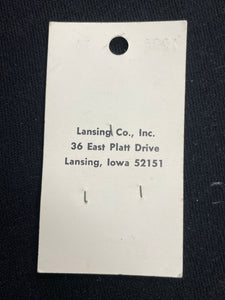 Lansing Co., Inc.
36 East Platt Drive
Lansing, Iowa 52151